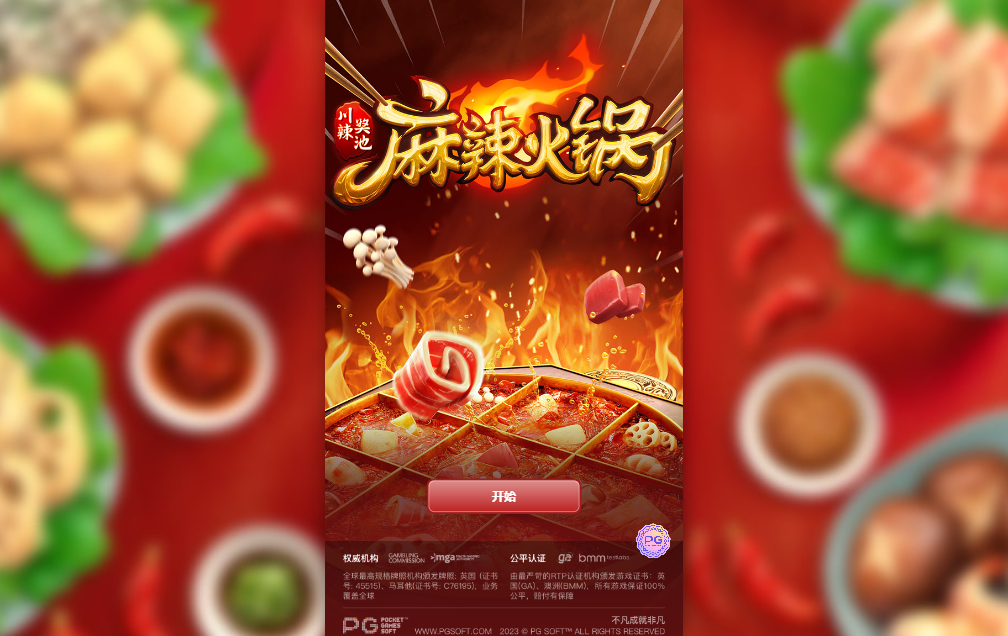 川辣奖池
麻辣火锅
开始
权威机构 GAMBLING COMMISSION mga
全球最高规格牌照机构颁发牌照: 英国 (证书
号: 45515)、马耳他(证书号: C76195)，业务
覆盖全球
公平认证 ga bmm testlabs
由最严苛的RTP认证机构颁发游戏证书：英
国(GA)、澳洲(BMM)，所有游戏保证100%
公平，赔付有保障
PG
PG POCKET GAMES SOFT
WWW.PGSOFT.COM
不凡成就非凡
2023 © PG SOFT™ ALL RIGHTS RESERVED